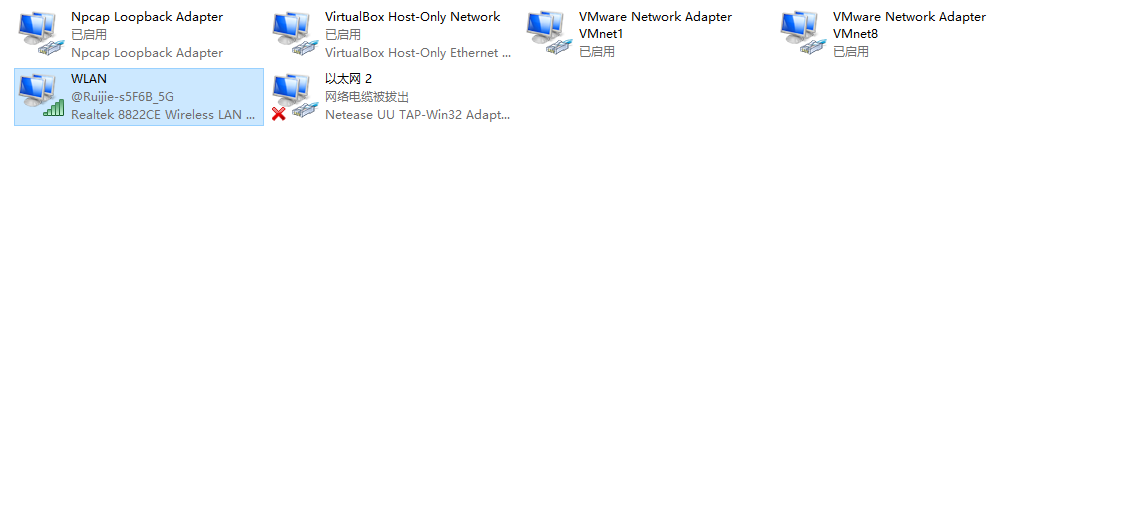 Npcap Loopback Adapter
已启用
Npcap Loopback Adapter
VirtualBox Host-Only Network
已启用
VirtualBox Host-Only Ethernet ...
VMware Network Adapter
VMnet1
已启用
VMware Network Adapter
VMnet8
已启用
WLAN
@Ruijie-s5F6B_5G
Realtek 8822CE Wireless LAN ...
以太网 2
网络电缆被拔出
Netease UU TAP-Win32 Adapt...